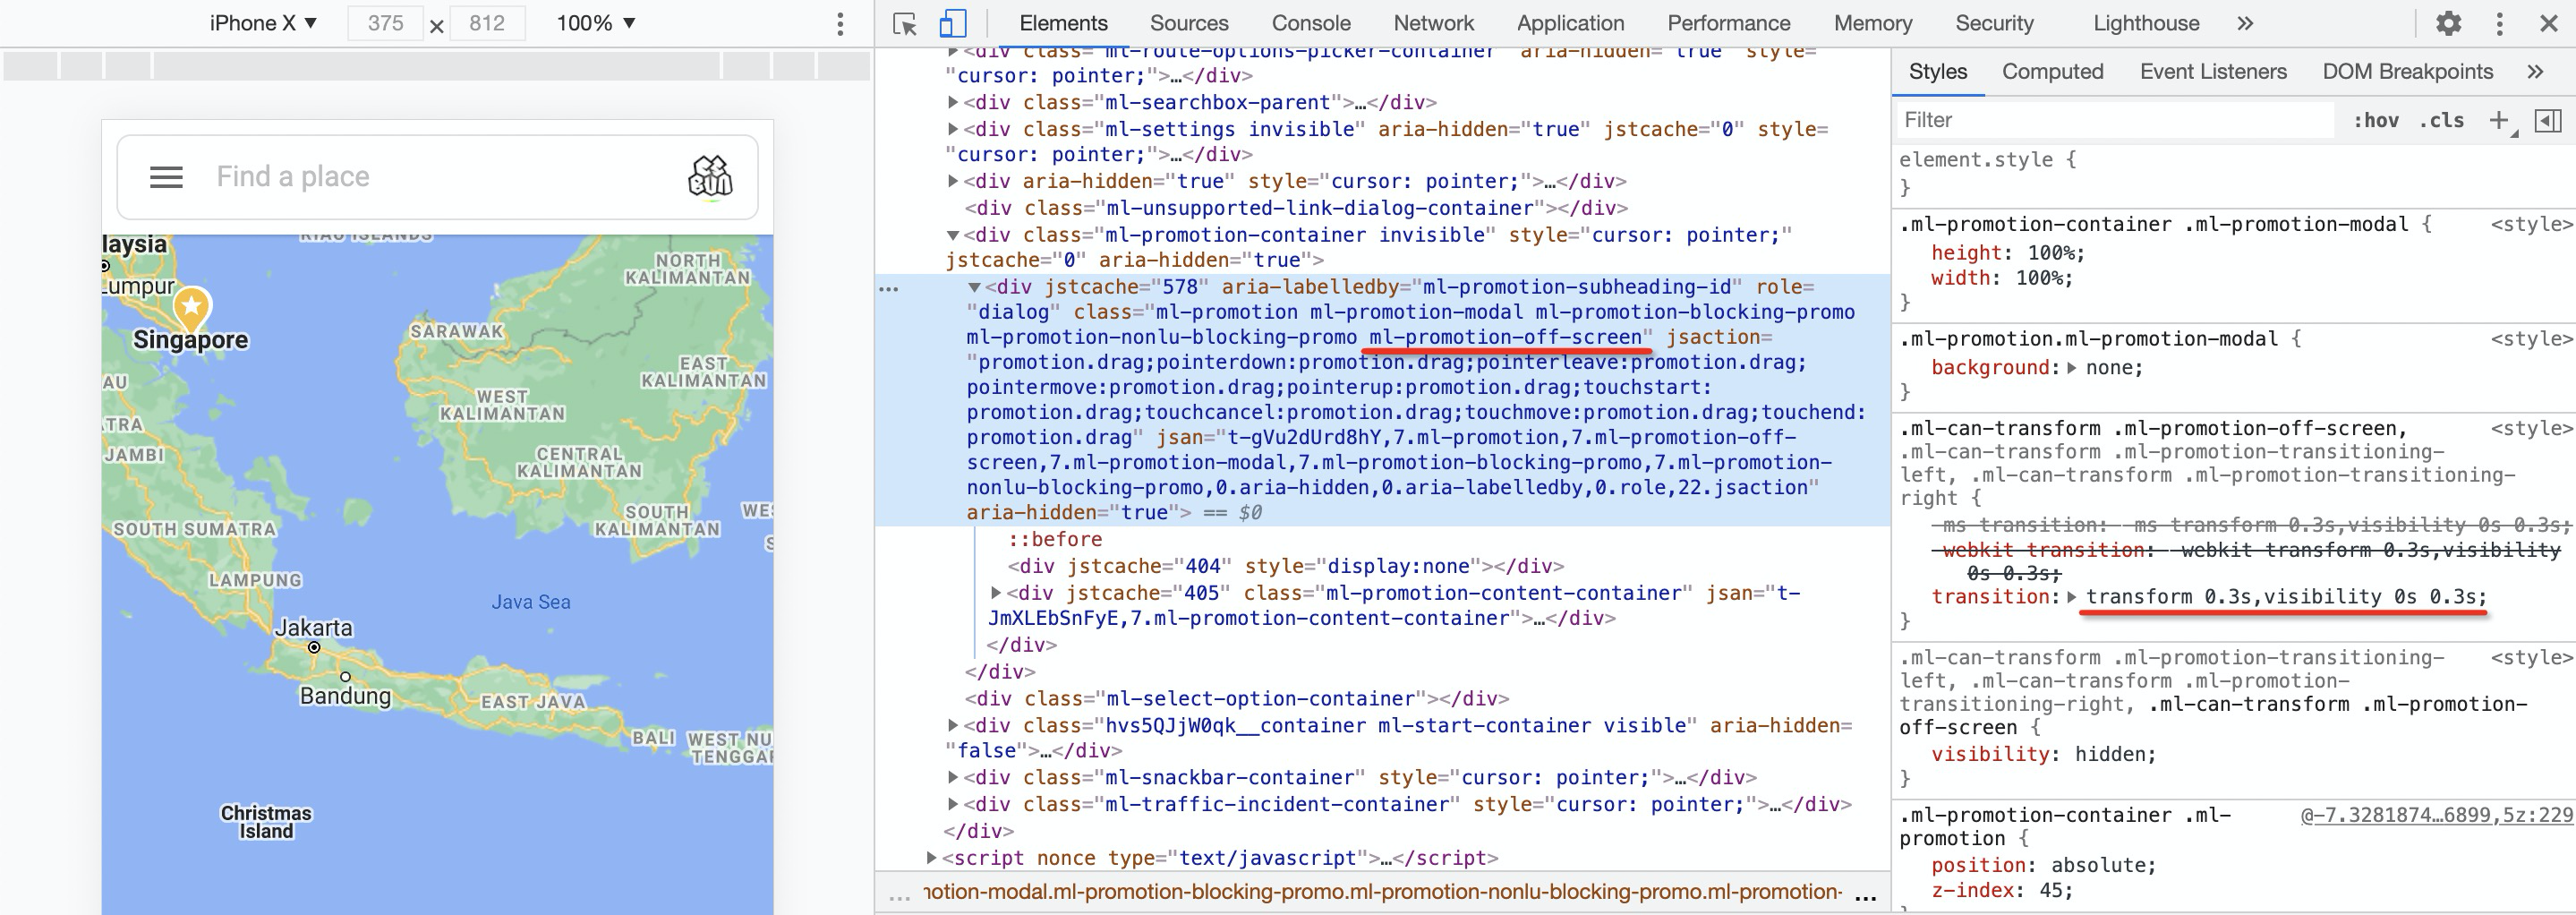 iPhone X ▼ 375 × 812 100% ▼
Elements Sources Console Network Application Performance Memory Security Lighthouse »
Find a place
RIAU ISLANDS
laysia
Lumpur
Singapore
NORTH
KALIMANTAN
SARAWAK
EAST
KALIMANTAN
WEST
KALIMANTAN
AU
TRA
JAMBI
CENTRAL
KALIMANTAN
SOUTH
KALIMANTAN
WES
S
SOUTH SUMATRA
LAMPUNG
Java Sea
Jakarta
Bandung
EAST JAVA
BALI
WEST NU
TENGGAR
Christmas
Island
▶<div class="ml-route-options-picker-container" aria-hidden="true" style=
"cursor: pointer;">…</div>
▶<div class="ml-searchbox-parent">…</div>
▶<div class="ml-settings invisible" aria-hidden="true" jstcache="0" style=
"cursor: pointer;">…</div>
▶<div aria-hidden="true" style="cursor: pointer;">…</div>
<div class="ml-unsupported-link-dialog-container"></div>
▼<div class="ml-promotion-container invisible" style="cursor: pointer;"
jstcache="0" aria-hidden="true">
… ▼<div jstcache="578" aria-labelledby="ml-promotion-subheading-id" role=
"dialog" class="ml-promotion ml-promotion-modal ml-promotion-blocking-promo
ml-promotion-nonlu-blocking-promo ml-promotion-off-screen" jsaction=
"promotion.drag;pointerdown:promotion.drag;pointerleave:promotion.drag;
pointermove:promotion.drag;pointerup:promotion.drag;touchstart:
promotion.drag;touchcancel:promotion.drag;touchmove:promotion.drag;touchend:
promotion.drag" jsan="t-gVu2dUrd8hY,7.ml-promotion,7.ml-promotion-off-
screen,7.ml-promotion-modal,7.ml-promotion-blocking-promo,7.ml-promotion-
nonlu-blocking-promo,0.aria-hidden,0.aria-labelledby,0.role,22.jsaction"
aria-hidden="true"> == $0
::before
<div jstcache="404" style="display:none"></div>
▶<div jstcache="405" class="ml-promotion-content-container" jsan="t-
JmXLEbSnFyE,7.ml-promotion-content-container">…</div>
</div>
</div>
<div class="ml-select-option-container"></div>
▶<div class="hvs5QJjW0qk__container ml-start-container visible" aria-hidden=
"false">…</div>
▶<div class="ml-snackbar-container" style="cursor: pointer;">…</div>
▶<div class="ml-traffic-incident-container" style="cursor: pointer;">…</div>
</div>
▶<script nonce type="text/javascript">…</script>
... notion-modal.ml-promotion-blocking-promo.ml-promotion-nonlu-blocking-promo.ml-promotion- ...
Styles Computed Event Listeners DOM Breakpoints »
Filter :hov .cls +
element.style {
}
.ml-promotion-container .ml-promotion-modal { <style>
height: 100%;
width: 100%;
}
.ml-promotion.ml-promotion-modal { <style>
background:▶ none;
}
.ml-can-transform .ml-promotion-off-screen, <style>
.ml-can-transform .ml-promotion-transitioning-
left, .ml-can-transform .ml-promotion-transitioning-
right {
-ms-transition: -ms-transform 0.3s,visibility 0s 0.3s;
-webkit-transition: -webkit-transform 0.3s,visibility
0s 0.3s;
transition:▶ transform 0.3s,visibility 0s 0.3s;
}
.ml-can-transform .ml-promotion-transitioning- <style>
left, .ml-can-transform .ml-promotion-
transitioning-right, .ml-can-transform .ml-promotion-
off-screen {
visibility: hidden;
}
.ml-promotion-container .ml- @-7.3281874…6899,5z:229
promotion {
position: absolute;
z-index: 45;